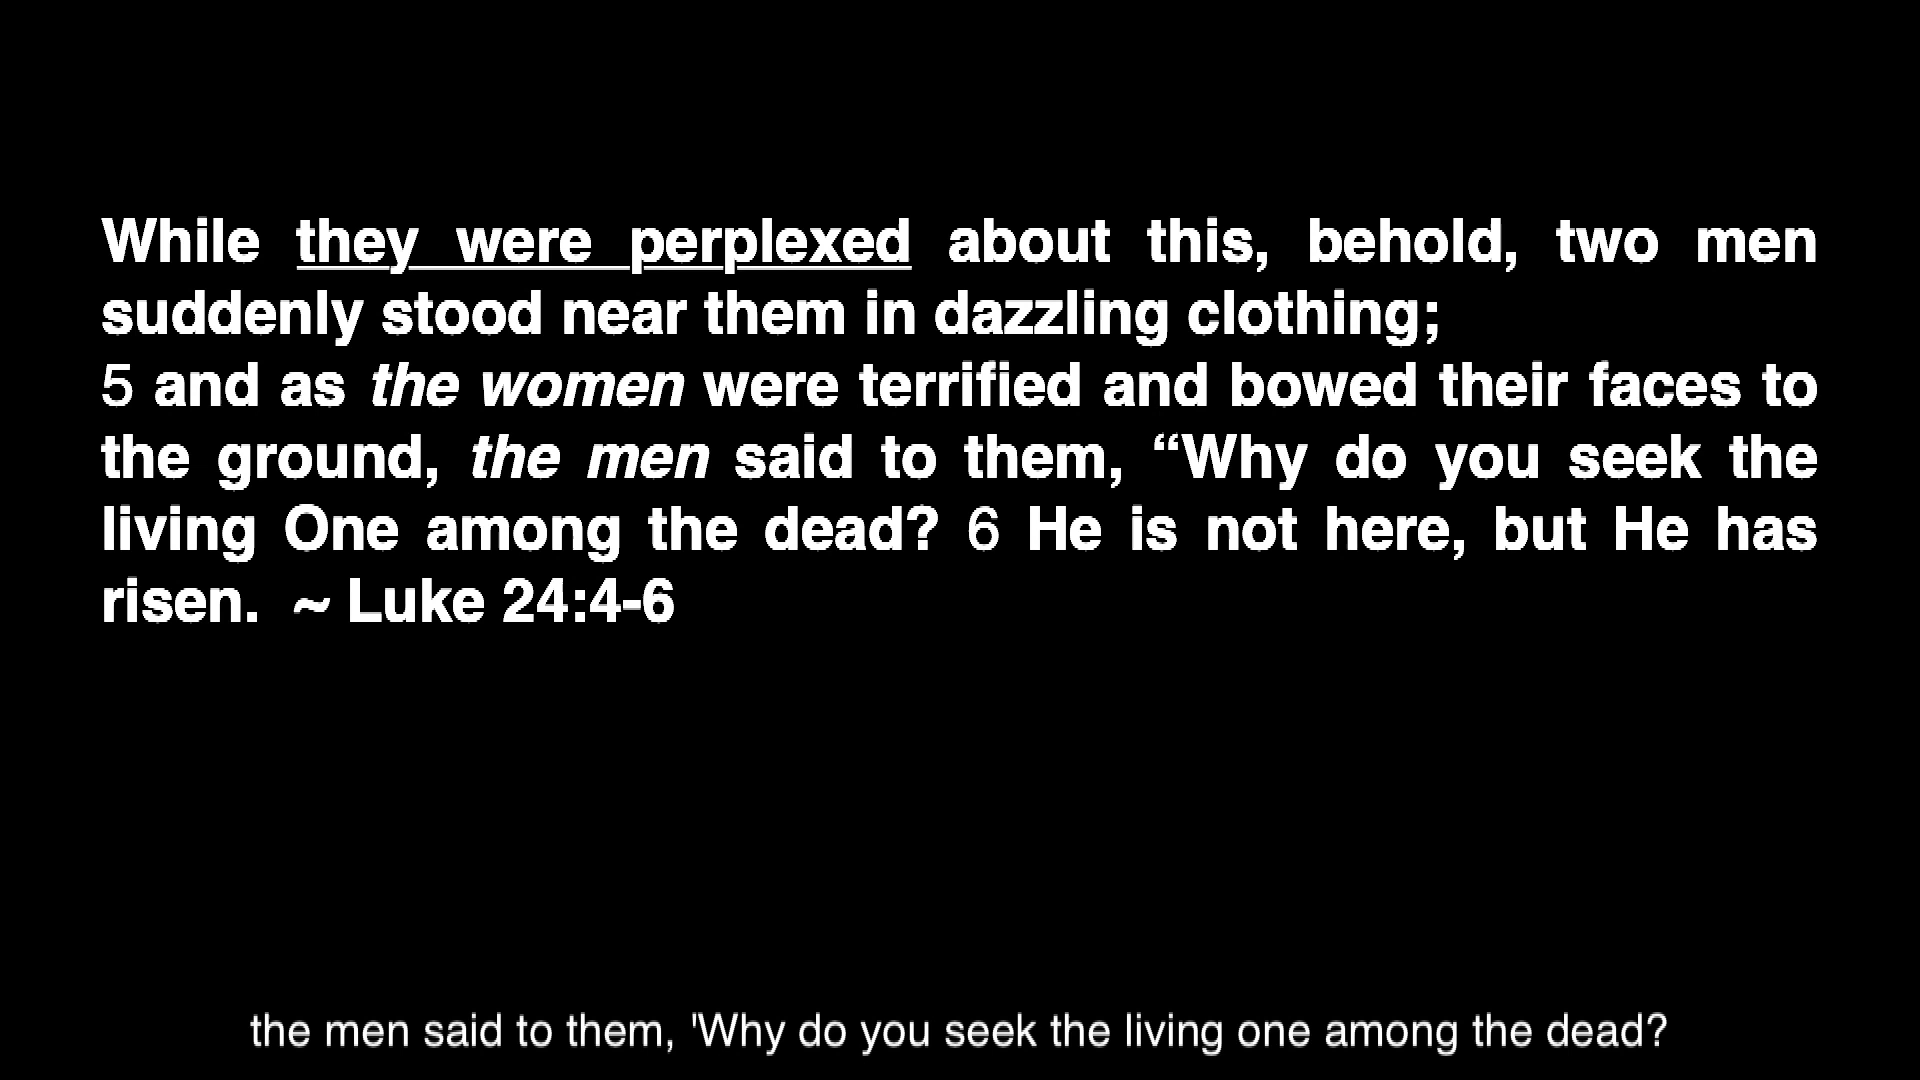 While they were perplexed about this, behold, two men
suddenly stood near them in dazzling clothing;
5 and as the women were terrified and bowed their faces to
the ground, the men said to them, “Why do you seek the
living One among the dead? 6 He is not here, but He has
risen.  ~ Luke 24:4-6
the men said to them, 'Why do you seek the living one among the dead?